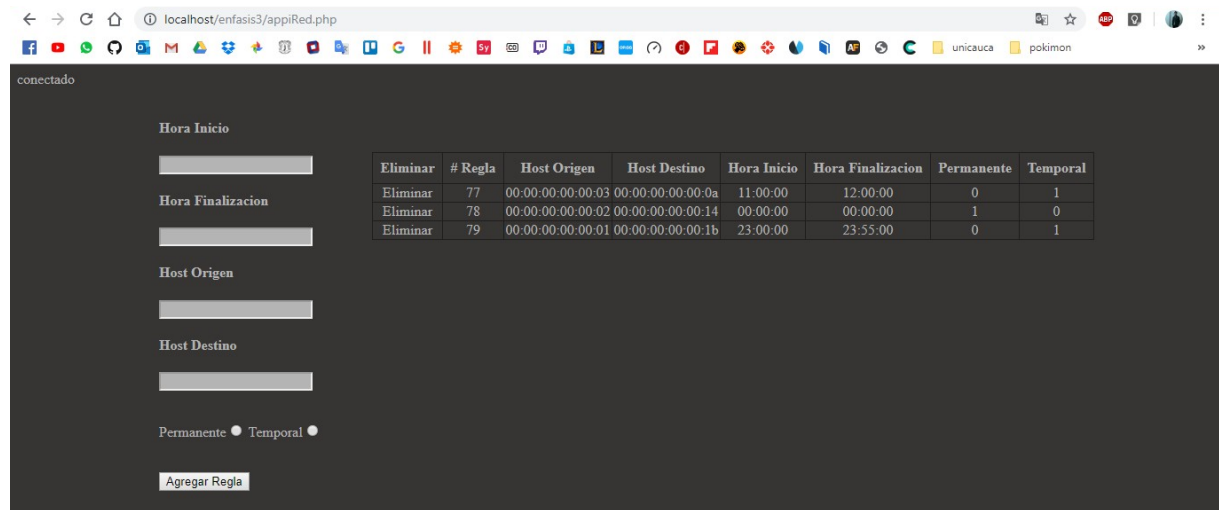 localhost/enfasis3/appiRed.php
unicauca pokimon »
conectado
Hora Inicio
Hora Finalizacion
Host Origen
Host Destino
Permanente Temporal
Agregar Regla
Eliminar # Regla Host Origen Host Destino Hora Inicio Hora Finalizacion Permanente Temporal
Eliminar 77 00:00:00:00:00:03 00:00:00:00:00:0a 11:00:00 12:00:00 0 1
Eliminar 78 00:00:00:00:00:02 00:00:00:00:00:14 00:00:00 00:00:00 1 0
Eliminar 79 00:00:00:00:00:01 00:00:00:00:00:1b 23:00:00 23:55:00 0 1